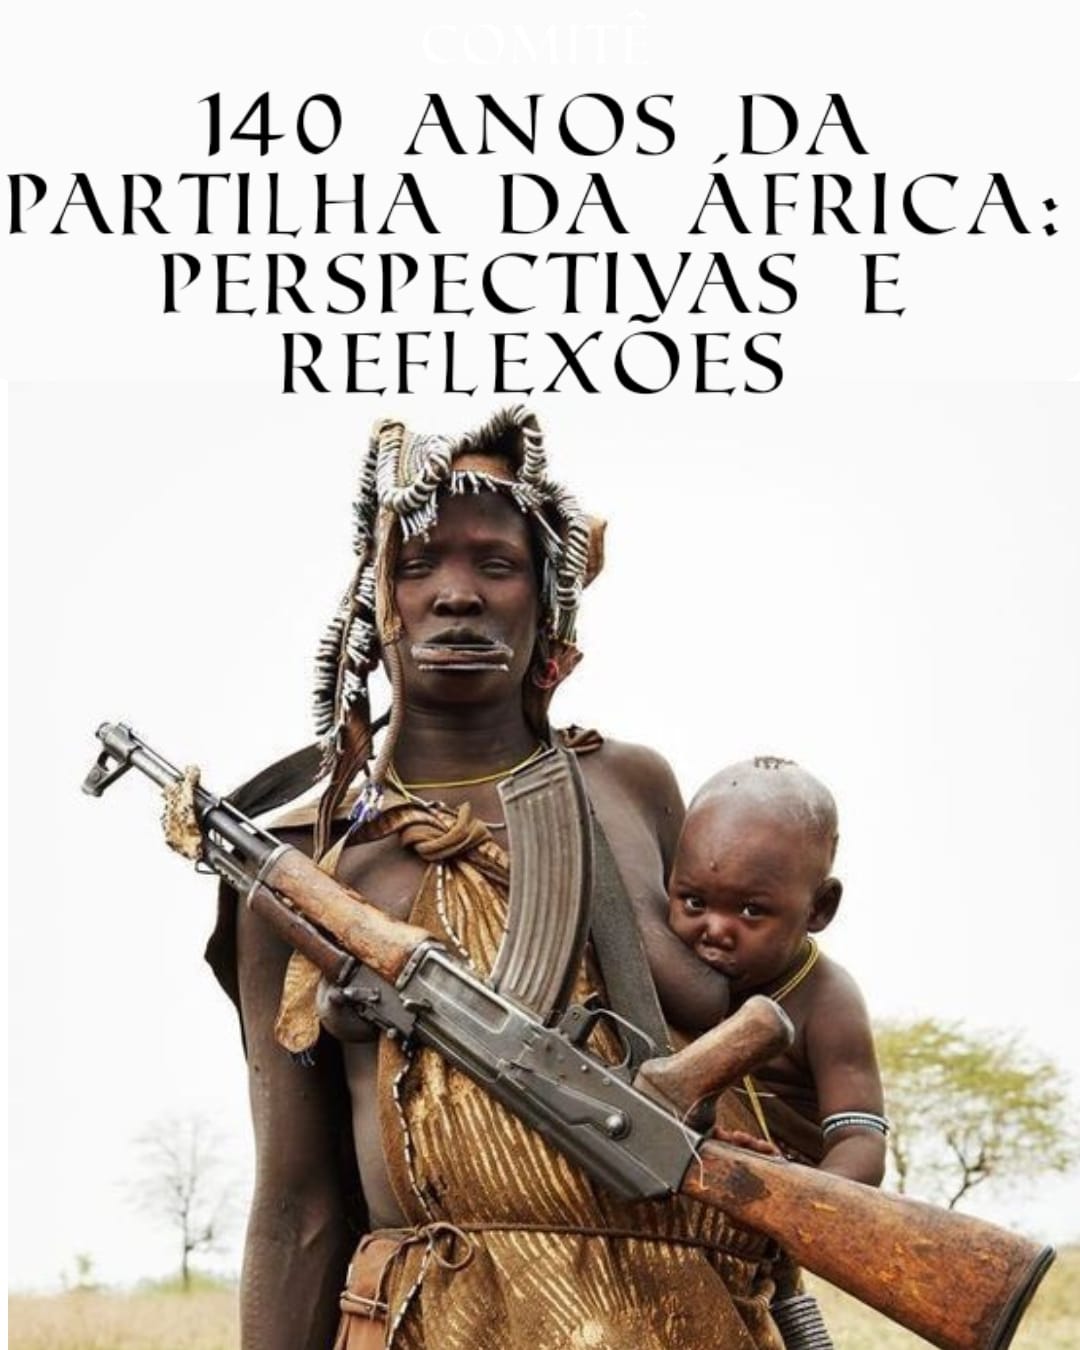 COMITÊ
140 ANOS DA
PARTILHA DA ÁFRICA:
PERSPECTIVAS E
REFLEXÕES